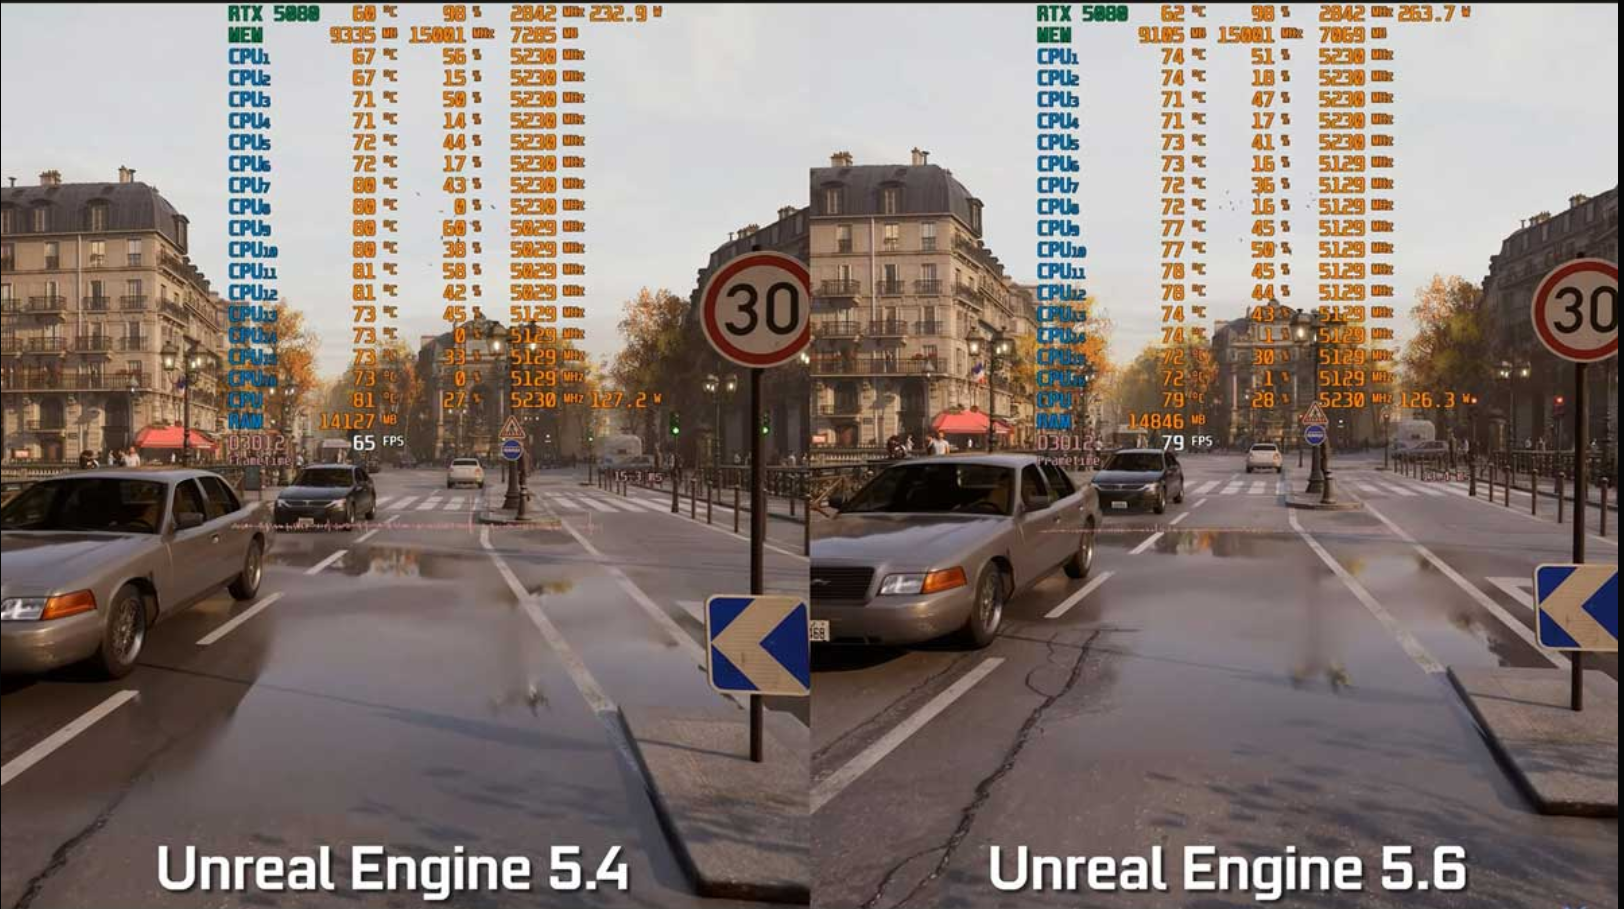 RTX 5080 60 °C 98 % 2842 MHz 232.9 W
MEM 9335 MB 15001 MHz 7285 MB
CPU1 67 °C 56 % 5230 MHz
CPU2 67 °C 15 % 5230 MHz
CPU3 71 °C 50 % 5230 MHz
CPU4 71 °C 14 % 5230 MHz
CPU5 72 °C 44 % 5230 MHz
CPU6 72 °C 17 % 5230 MHz
CPU7 80 °C 43 % 5230 MHz
CPU8 80 °C 0 % 5230 MHz
CPU9 80 °C 60 % 5029 MHz
CPU10 80 °C 38 % 5029 MHz
CPU11 81 °C 58 % 5029 MHz
CPU12 81 °C 42 % 5029 MHz
CPU13 73 °C 45 % 5129 MHz
CPU14 73 °C 0 % 5129 MHz
CPU15 73 °C 33 % 5129 MHz
CPU16 73 °C 0 % 5129 MHz
CPU 81 °C 27 % 5230 MHz 127.2 W
RAM 14127 MB
D3D12 65 FPS
Frametime
15.3 ms
30
Unreal Engine 5.4
RTX 5080 62 °C 98 % 2842 MHz 263.7 W
MEM 9105 MB 15001 MHz 7069 MB
CPU1 74 °C 51 % 5230 MHz
CPU2 74 °C 18 % 5230 MHz
CPU3 71 °C 47 % 5230 MHz
CPU4 71 °C 17 % 5230 MHz
CPU5 73 °C 41 % 5230 MHz
CPU6 73 °C 16 % 5129 MHz
CPU7 72 °C 36 % 5129 MHz
CPU8 72 °C 16 % 5129 MHz
CPU9 77 °C 45 % 5129 MHz
CPU10 77 °C 50 % 5129 MHz
CPU11 78 °C 45 % 5129 MHz
CPU12 78 °C 44 % 5129 MHz
CPU13 74 °C 43 % 5129 MHz
CPU14 74 °C 1 % 5129 MHz
CPU15 72 °C 30 % 5129 MHz
CPU16 72 °C 1 % 5129 MHz
CPU 79 °C 28 % 5230 MHz 126.3 W
RAM 14846 MB
D3D12 79 FPS
Frametime
30
468
Unreal Engine 5.6